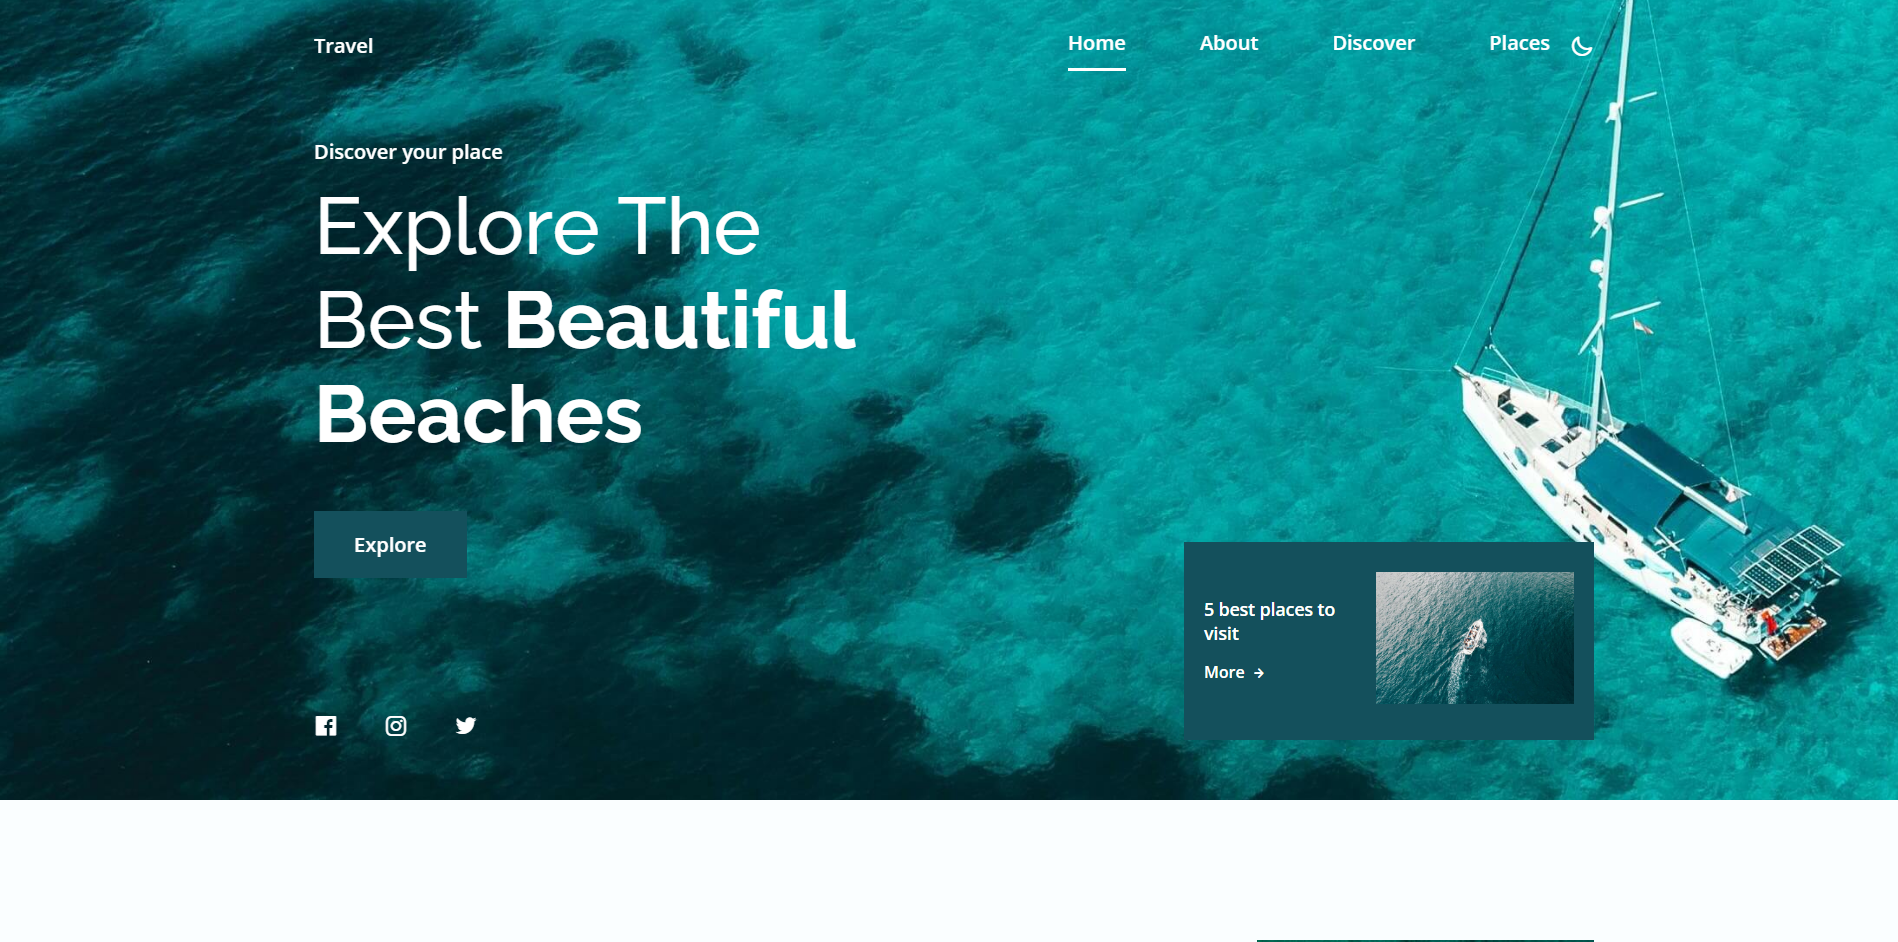 Travel
Home
About
Discover
Places
Discover your place
Explore The
Best Beautiful
Beaches
Explore
5 best places to
visit
More